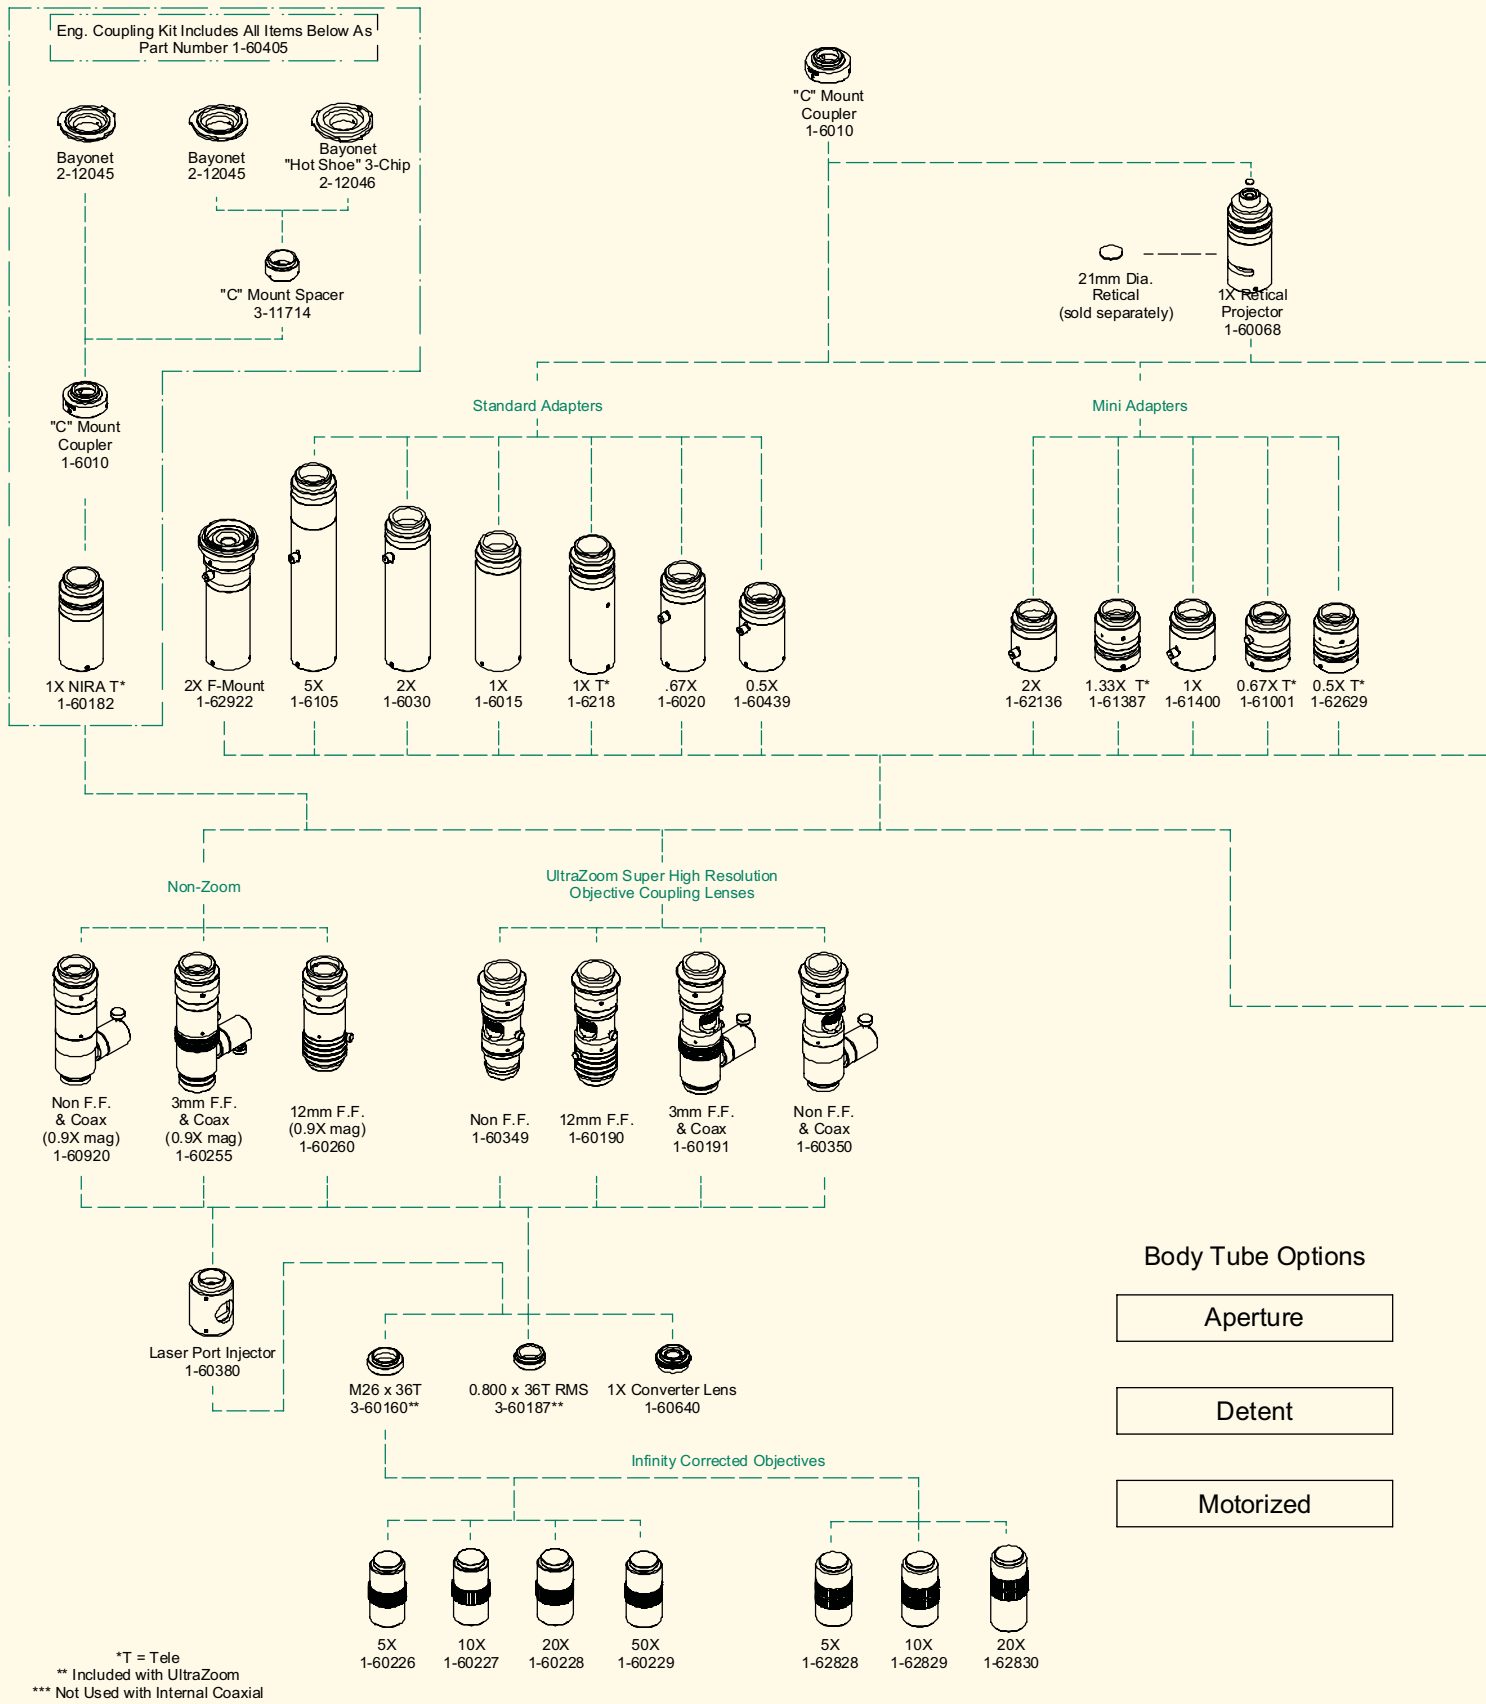 Eng. Coupling Kit Includes All Items Below As
Part Number 1-60405
Bayonet
2-12045
Bayonet
2-12045
Bayonet
"Hot Shoe" 3-Chip
2-12046
"C" Mount Spacer
3-11714
"C" Mount
Coupler
1-6010
1X NIRA T*
1-60182
"C" Mount
Coupler
1-6010
21mm Dia.
Retical
(sold separately)
1X Retical
Projector
1-60068
Standard Adapters
Mini Adapters
2X F-Mount
1-62922
5X
1-6105
2X
1-6030
1X
1-6015
1X T*
1-6218
.67X
1-6020
0.5X
1-60439
2X
1-62136
1.33X T*
1-61387
1X
1-61400
0.67X T*
1-61001
0.5X T*
1-62629
Non-Zoom
UltraZoom Super High Resolution
Objective Coupling Lenses
Non F.F.
& Coax
(0.9X mag)
1-60920
3mm F.F.
& Coax
(0.9X mag)
1-60255
12mm F.F.
(0.9X mag)
1-60260
Non F.F.
1-60349
12mm F.F.
1-60190
3mm F.F.
& Coax
1-60191
Non F.F.
& Coax
1-60350
Laser Port Injector
1-60380
M26 x 36T
3-60160**
0.800 x 36T RMS
3-60187**
1X Converter Lens
1-60640
Body Tube Options
Aperture
Detent
Motorized
Infinity Corrected Objectives
5X
1-60226
10X
1-60227
20X
1-60228
50X
1-60229
5X
1-62828
10X
1-62829
20X
1-62830
*T = Tele
** Included with UltraZoom
*** Not Used with Internal Coaxial